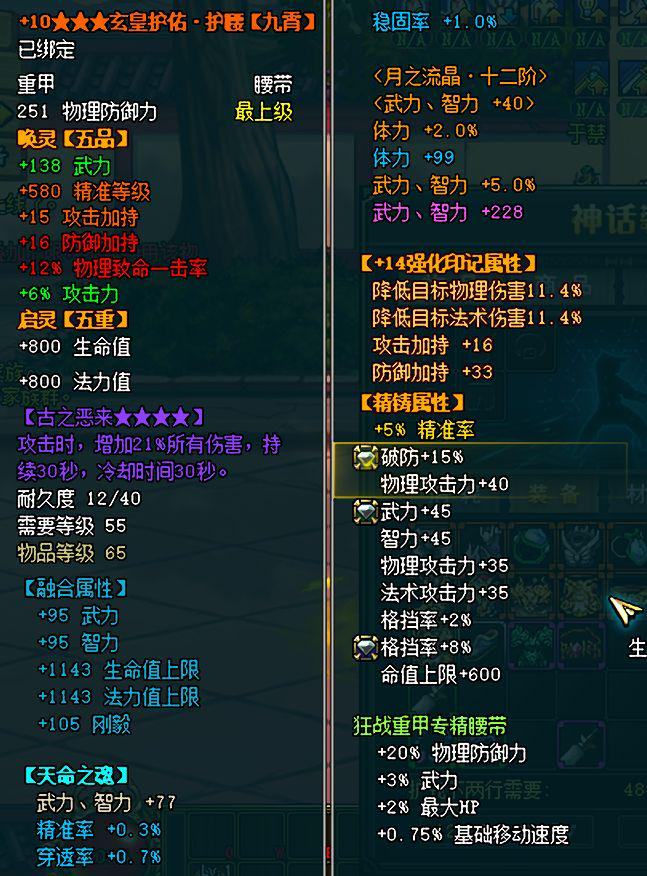 +10★★★玄皇护佑·护腰【九霄】
已绑定
重甲 腰带
251 物理防御力 最上级
唤灵【五品】
+138 武力
+580 精准等级
+15 攻击加持
+16 防御加持
+12% 物理致命一击率
+6% 攻击力
启灵【五重】
+800 生命值
+800 法力值
【古之恶来★★★★】
攻击时，增加21%所有伤害，持
续30秒，冷却时间30秒。
耐久度 12/40
需要等级 55
物品等级 65
【融合属性】
+95 武力
+95 智力
+1143 生命值上限
+1143 法力值上限
+105 刚毅
【天命之魂】
武力、智力 +77
精准率 +0.3%
穿透率 +0.7%
稳固率 +1.0%
<月之流晶·十二阶>
<武力、智力 +40>
体力 +2.0%
体力 +99
武力、智力 +5.0%
武力、智力 +228
【+14强化印记属性】
降低目标物理伤害11.4%
降低目标法术伤害11.4%
攻击加持 +16
防御加持 +33
【精铸属性】
+5% 精准率
破防+15%
物理攻击力+40
武力+45
智力+45
物理攻击力+35
法术攻击力+35
格挡率+2%
格挡率+8%
命值上限+600
狂战重甲专精腰带
+20% 物理防御力
+3% 武力
+2% 最大HP
+0.75% 基础移动速度
N/A N/A N/A N/A
N/A
于禁
神话
装备
生
下两行需要： 48